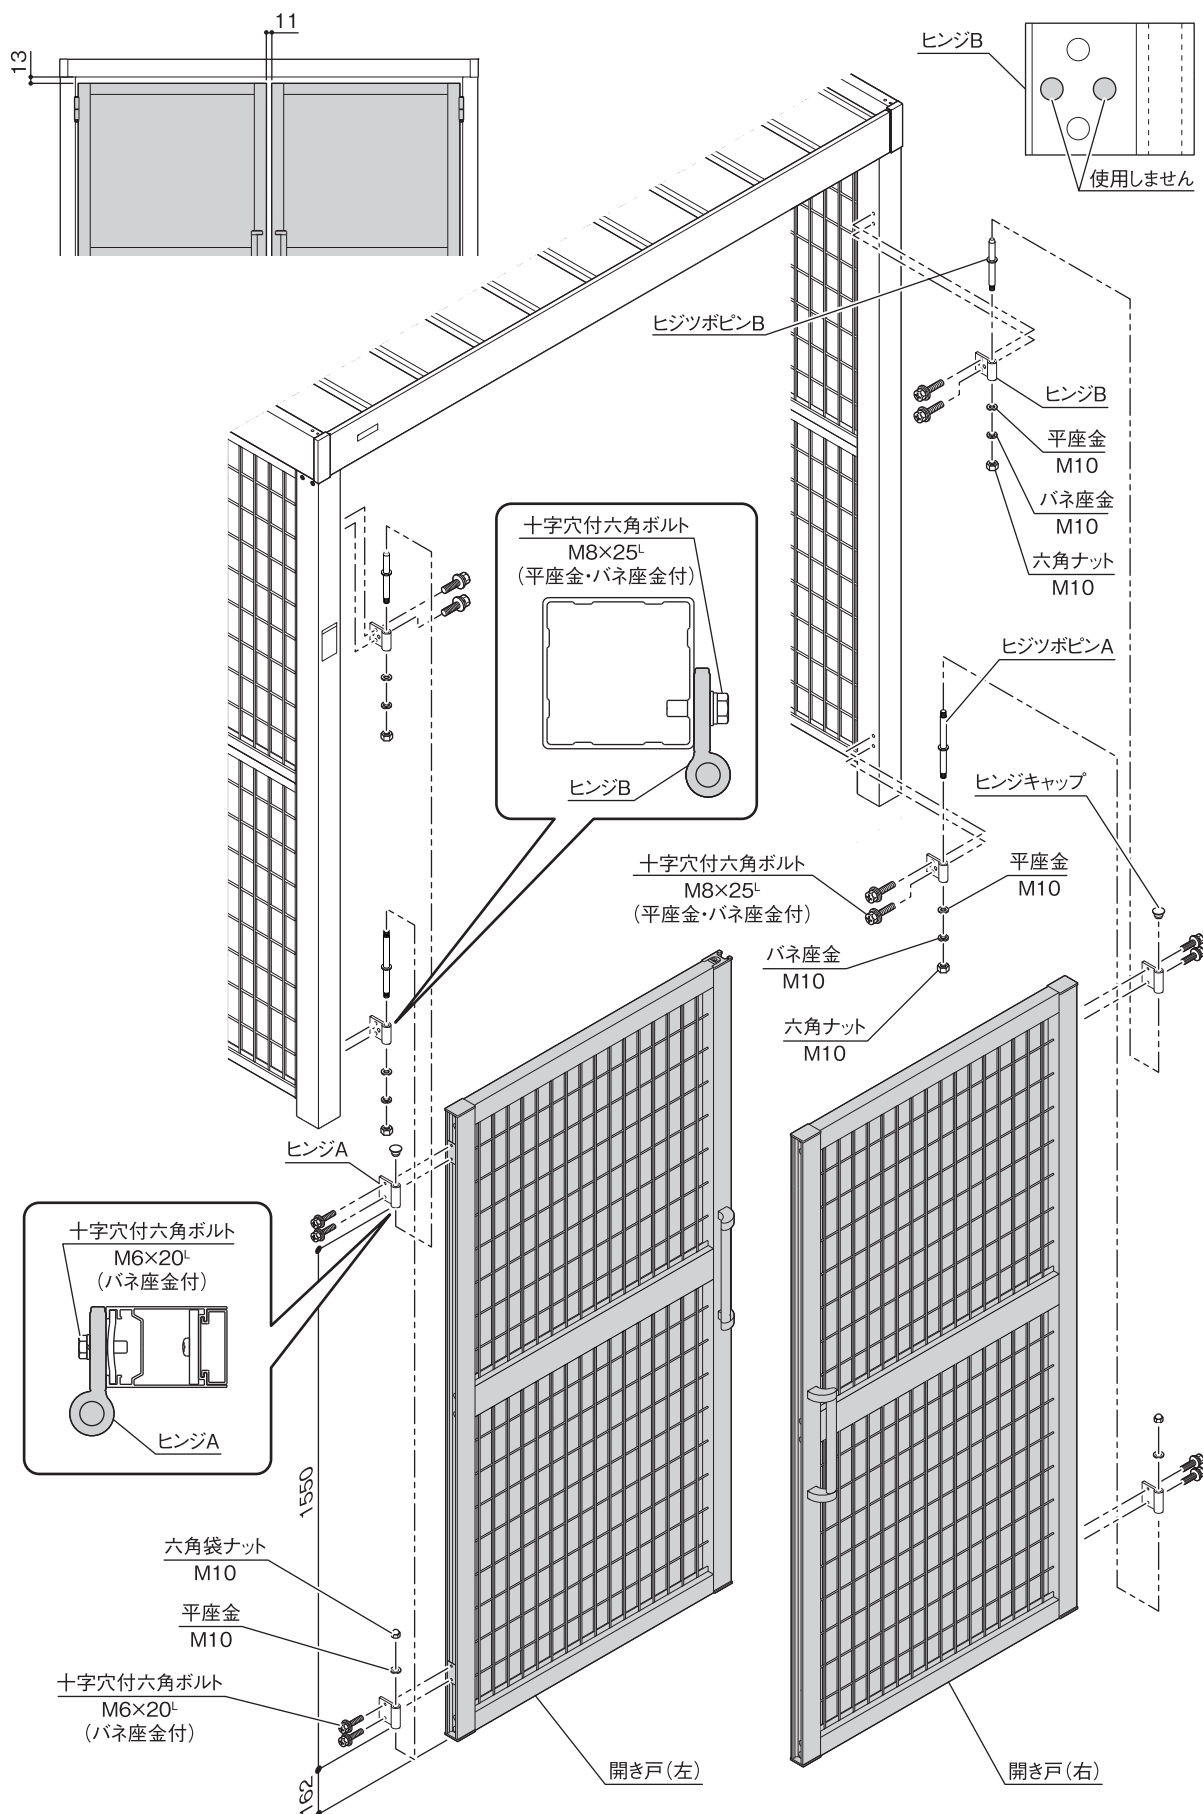 11
13
ヒンジB
使用しません
ヒジツボピンB
ヒンジB
平座金
M10
バネ座金
M10
六角ナット
M10
十字穴付六角ボルト
M8×25L
(平座金・バネ座金付)
ヒンジB
ヒジツボピンA
ヒンジキャップ
十字穴付六角ボルト
M8×25L
(平座金・バネ座金付)
平座金
M10
バネ座金
M10
六角ナット
M10
ヒンジA
十字穴付六角ボルト
M6×20L
(バネ座金付)
ヒンジA
1550
六角袋ナット
M10
平座金
M10
十字穴付六角ボルト
M6×20L
(バネ座金付)
162
開き戸(左)
開き戸(右)